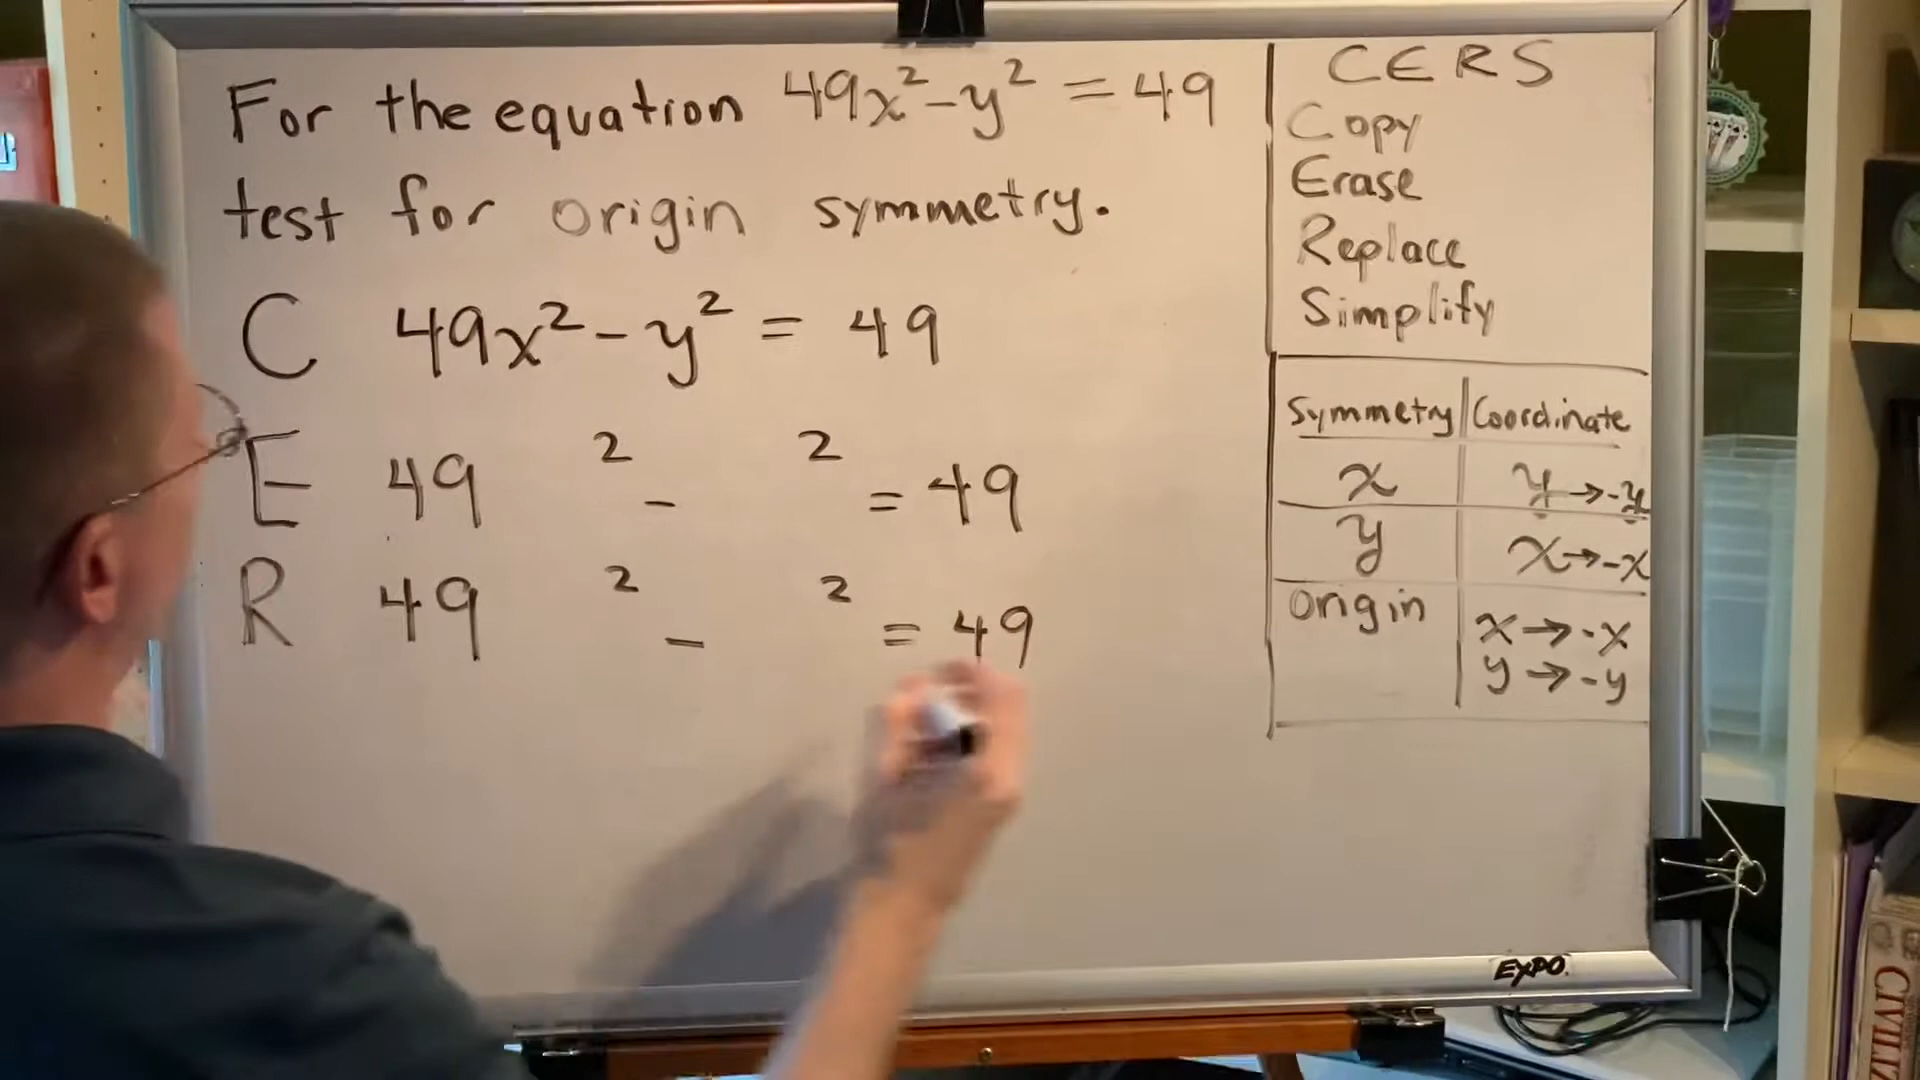 For the equation 49x² - y² = 49
test for origin symmetry.
C 49x² - y² = 49
E 49 ² - ² = 49
R 49 ² - ² = 49
CERS
Copy
Erase
Replace
Simplify
Symmetry Coordinate
x y → -y
y x → -x
origin x → -x
y → -y
EXPO